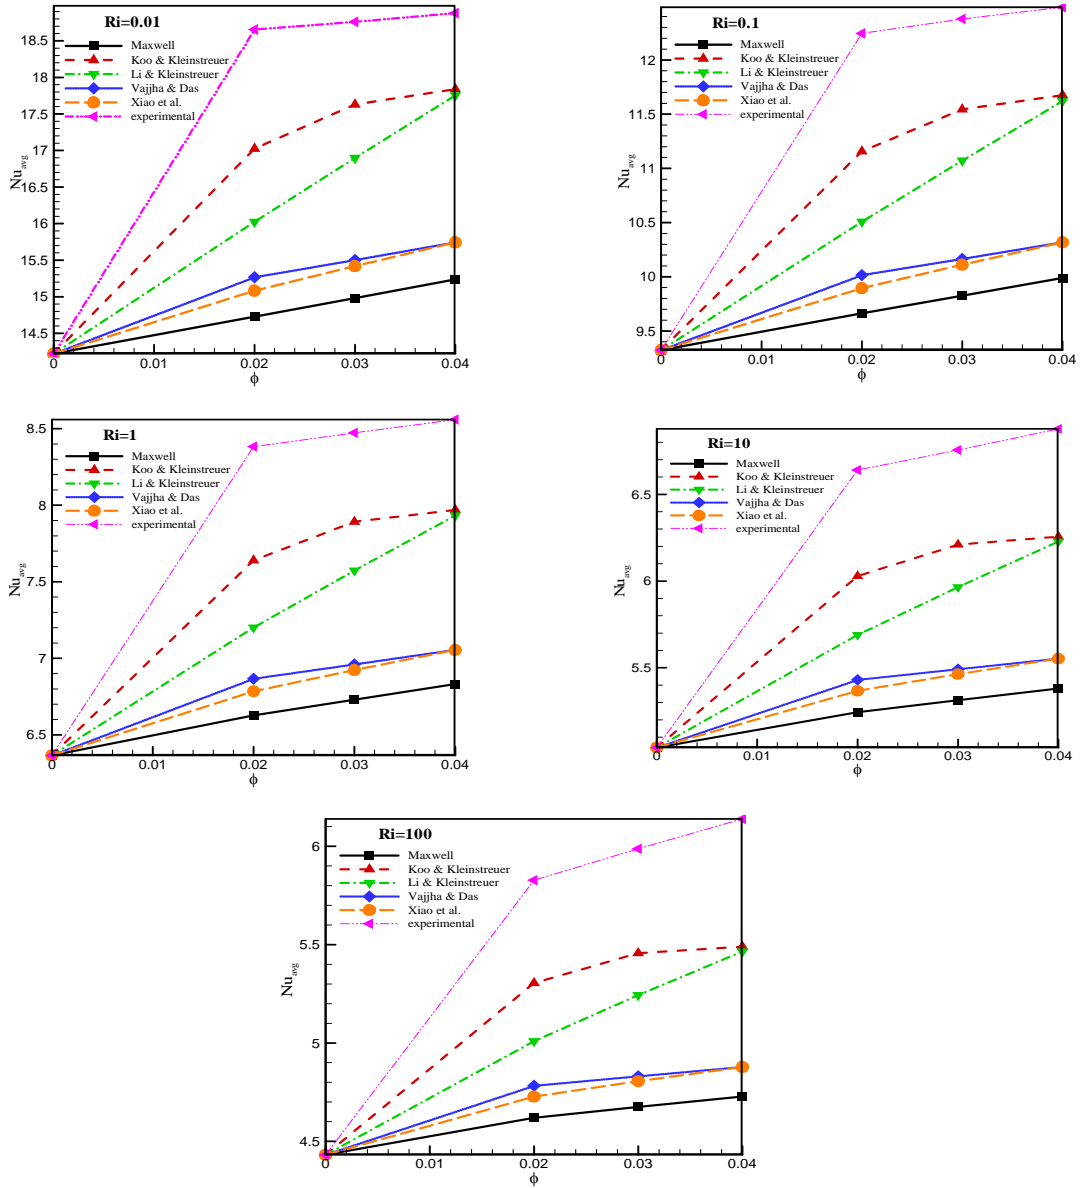 Ri=0.01
Maxwell
Koo & Kleinstreuer
Li & Kleinstreuer
Vajjha & Das
Xiao et al.
experimental
18.5
18
17.5
17
16.5
16
15.5
15
14.5
Nu_avg
0 0.01 0.02 0.03 0.04
ϕ
Ri=0.1
Maxwell
Koo & Kleinstreuer
Li & Kleinstreuer
Vajjha & Das
Xiao et al.
experimental
12
11.5
11
10.5
10
9.5
Nu_avg
0 0.01 0.02 0.03 0.04
ϕ
Ri=1
Maxwell
Koo & Kleinstreuer
Li & Kleinstreuer
Vajjha & Das
Xiao et al.
experimental
8.5
8
7.5
7
6.5
Nu_avg
0 0.01 0.02 0.03 0.04
ϕ
Ri=10
Maxwell
Koo & Kleinstreuer
Li & Kleinstreuer
Vajjha & Das
Xiao et al.
experimental
6.5
6
5.5
Nu_avg
0 0.01 0.02 0.03 0.04
ϕ
Ri=100
Maxwell
Koo & Kleinstreuer
Li & Kleinstreuer
Vajjha & Das
Xiao et al.
experimental
6
5.5
5
4.5
Nu_avg
0 0.01 0.02 0.03 0.04
ϕ